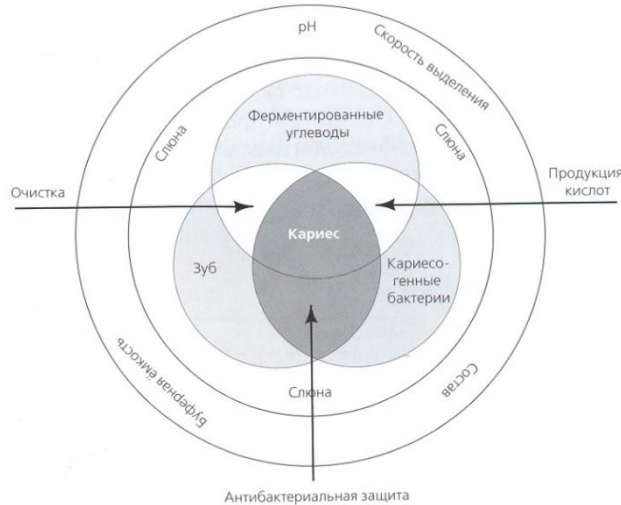 pH
Скорость выделения
Ферментированные
углеводы
Слюна
Слюна
Очистка
Продукция
кислот
Кариес
Зуб
Кариесо-
генные
бактерии
Слюна
Буферная ёмкость
Состав
Антибактериальная защита